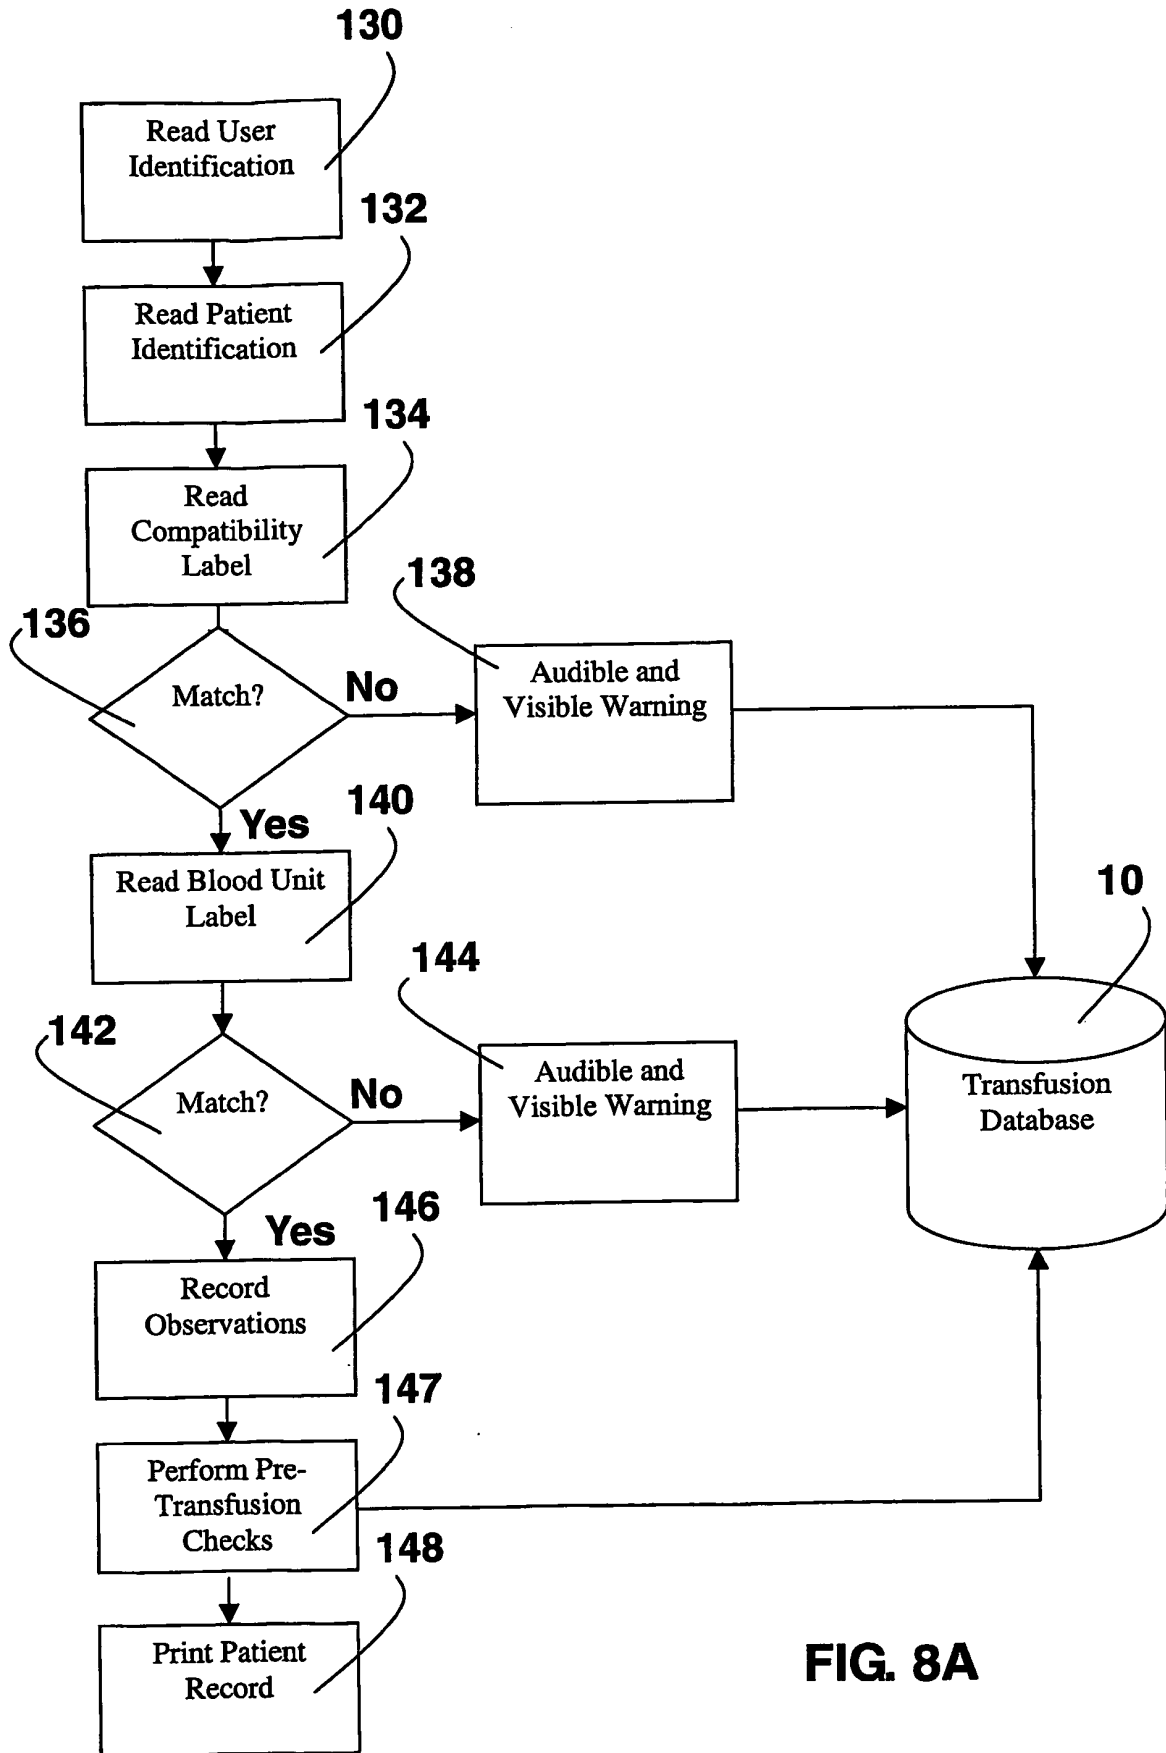 130
Read User
Identification
132
Read Patient
Identification
134
Read
Compatibility
Label
136
Match?
No
138
Audible and
Visible Warning
Yes
140
Read Blood Unit
Label
10
Transfusion
Database
142
Match?
No
144
Audible and
Visible Warning
Yes
146
Record
Observations
147
Perform Pre-
Transfusion
Checks
148
Print Patient
Record
FIG. 8A